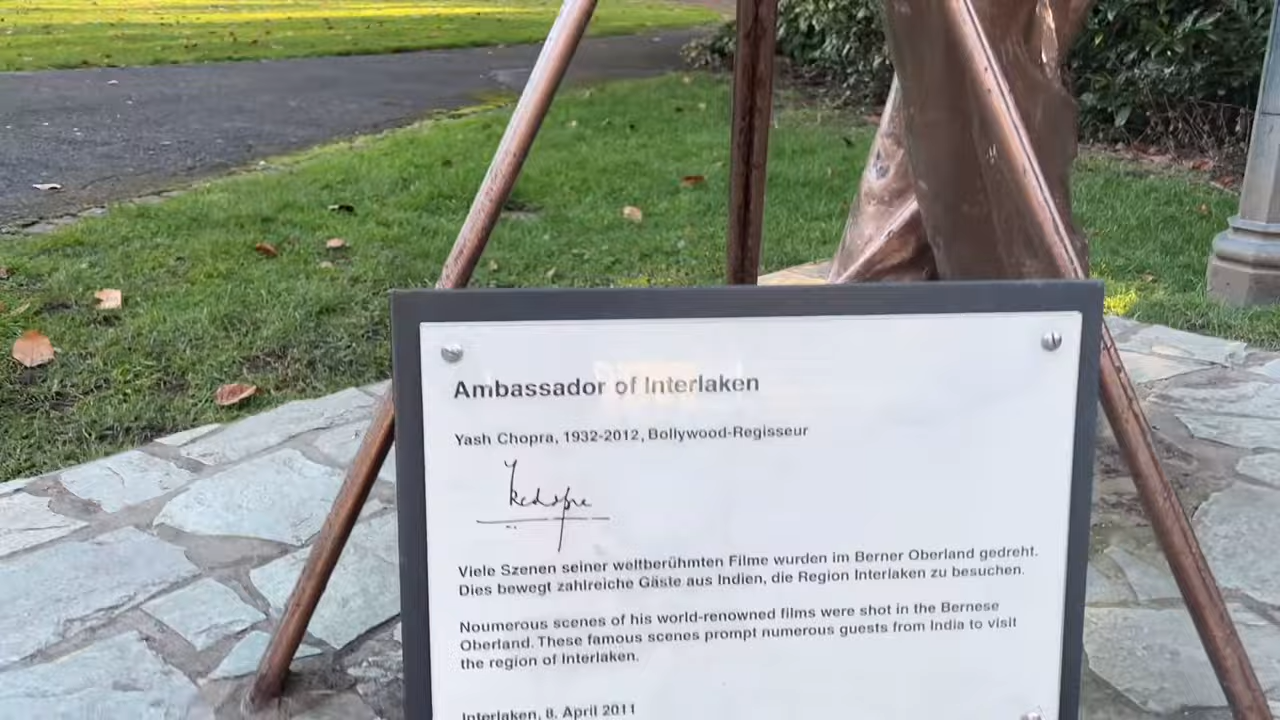 Ambassador of Interlaken
Yash Chopra, 1932-2012, Bollywood-Regisseur
Viele Szenen seiner weltberühmten Filme wurden im Berner Oberland gedreht.
Dies bewegt zahlreiche Gäste aus Indien, die Region Interlaken zu besuchen.
Noumerous scenes of his world-renowned films were shot in the Bernese
Oberland. These famous scenes prompt numerous guests from India to visit
the region of Interlaken.
Interlaken, 8. April 2011